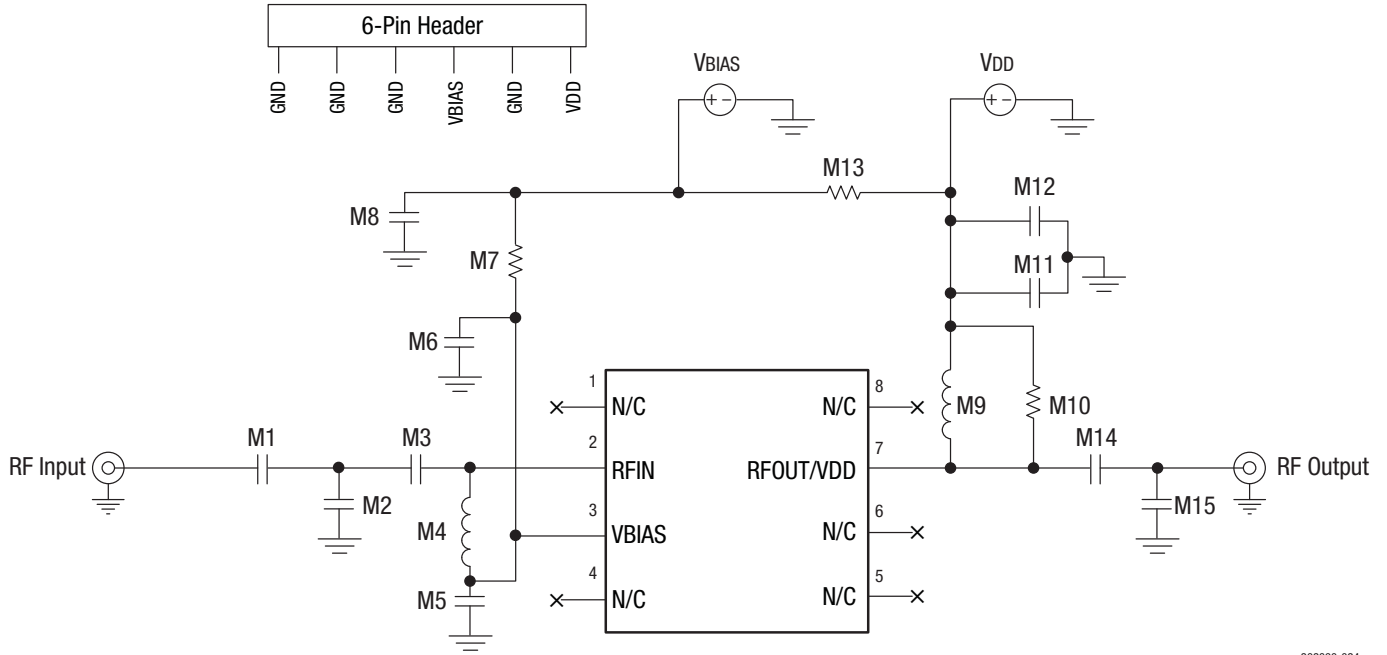 6-Pin Header
GND
GND
GND
VBIAS
GND
VDD
VBIAS
VDD
M13
M12
M8
M7
M11
M6
1
N/C
8
N/C
M9
M10
RF Input
M1
M3
2
RFIN
7
RFOUT/VDD
M14
RF Output
M2
M4
3
VBIAS
6
N/C
M15
M5
4
N/C
5
N/C